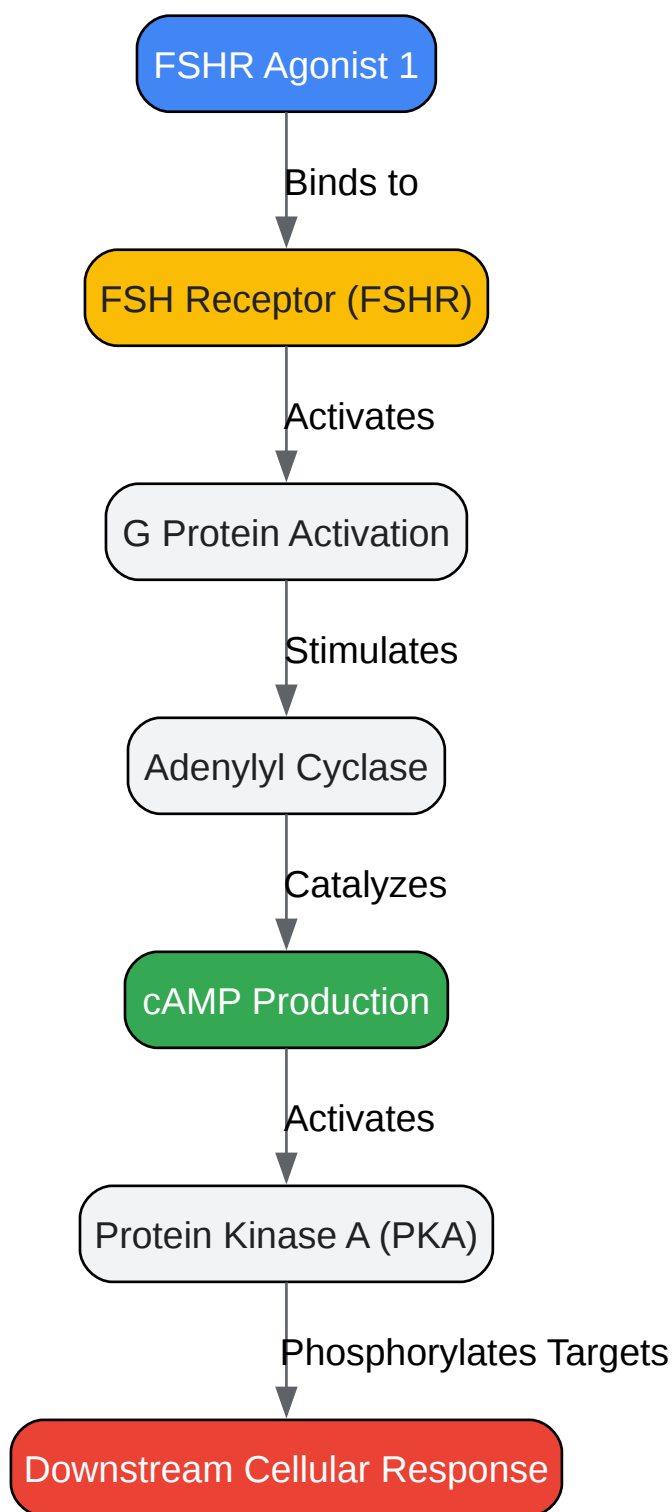 FSHR Agonist 1
Binds to
FSH Receptor (FSHR)
Activates
G Protein Activation
Stimulates
Adenylyl Cyclase
Catalyzes
cAMP Production
Activates
Protein Kinase A (PKA)
Phosphorylates Targets
Downstream Cellular Response